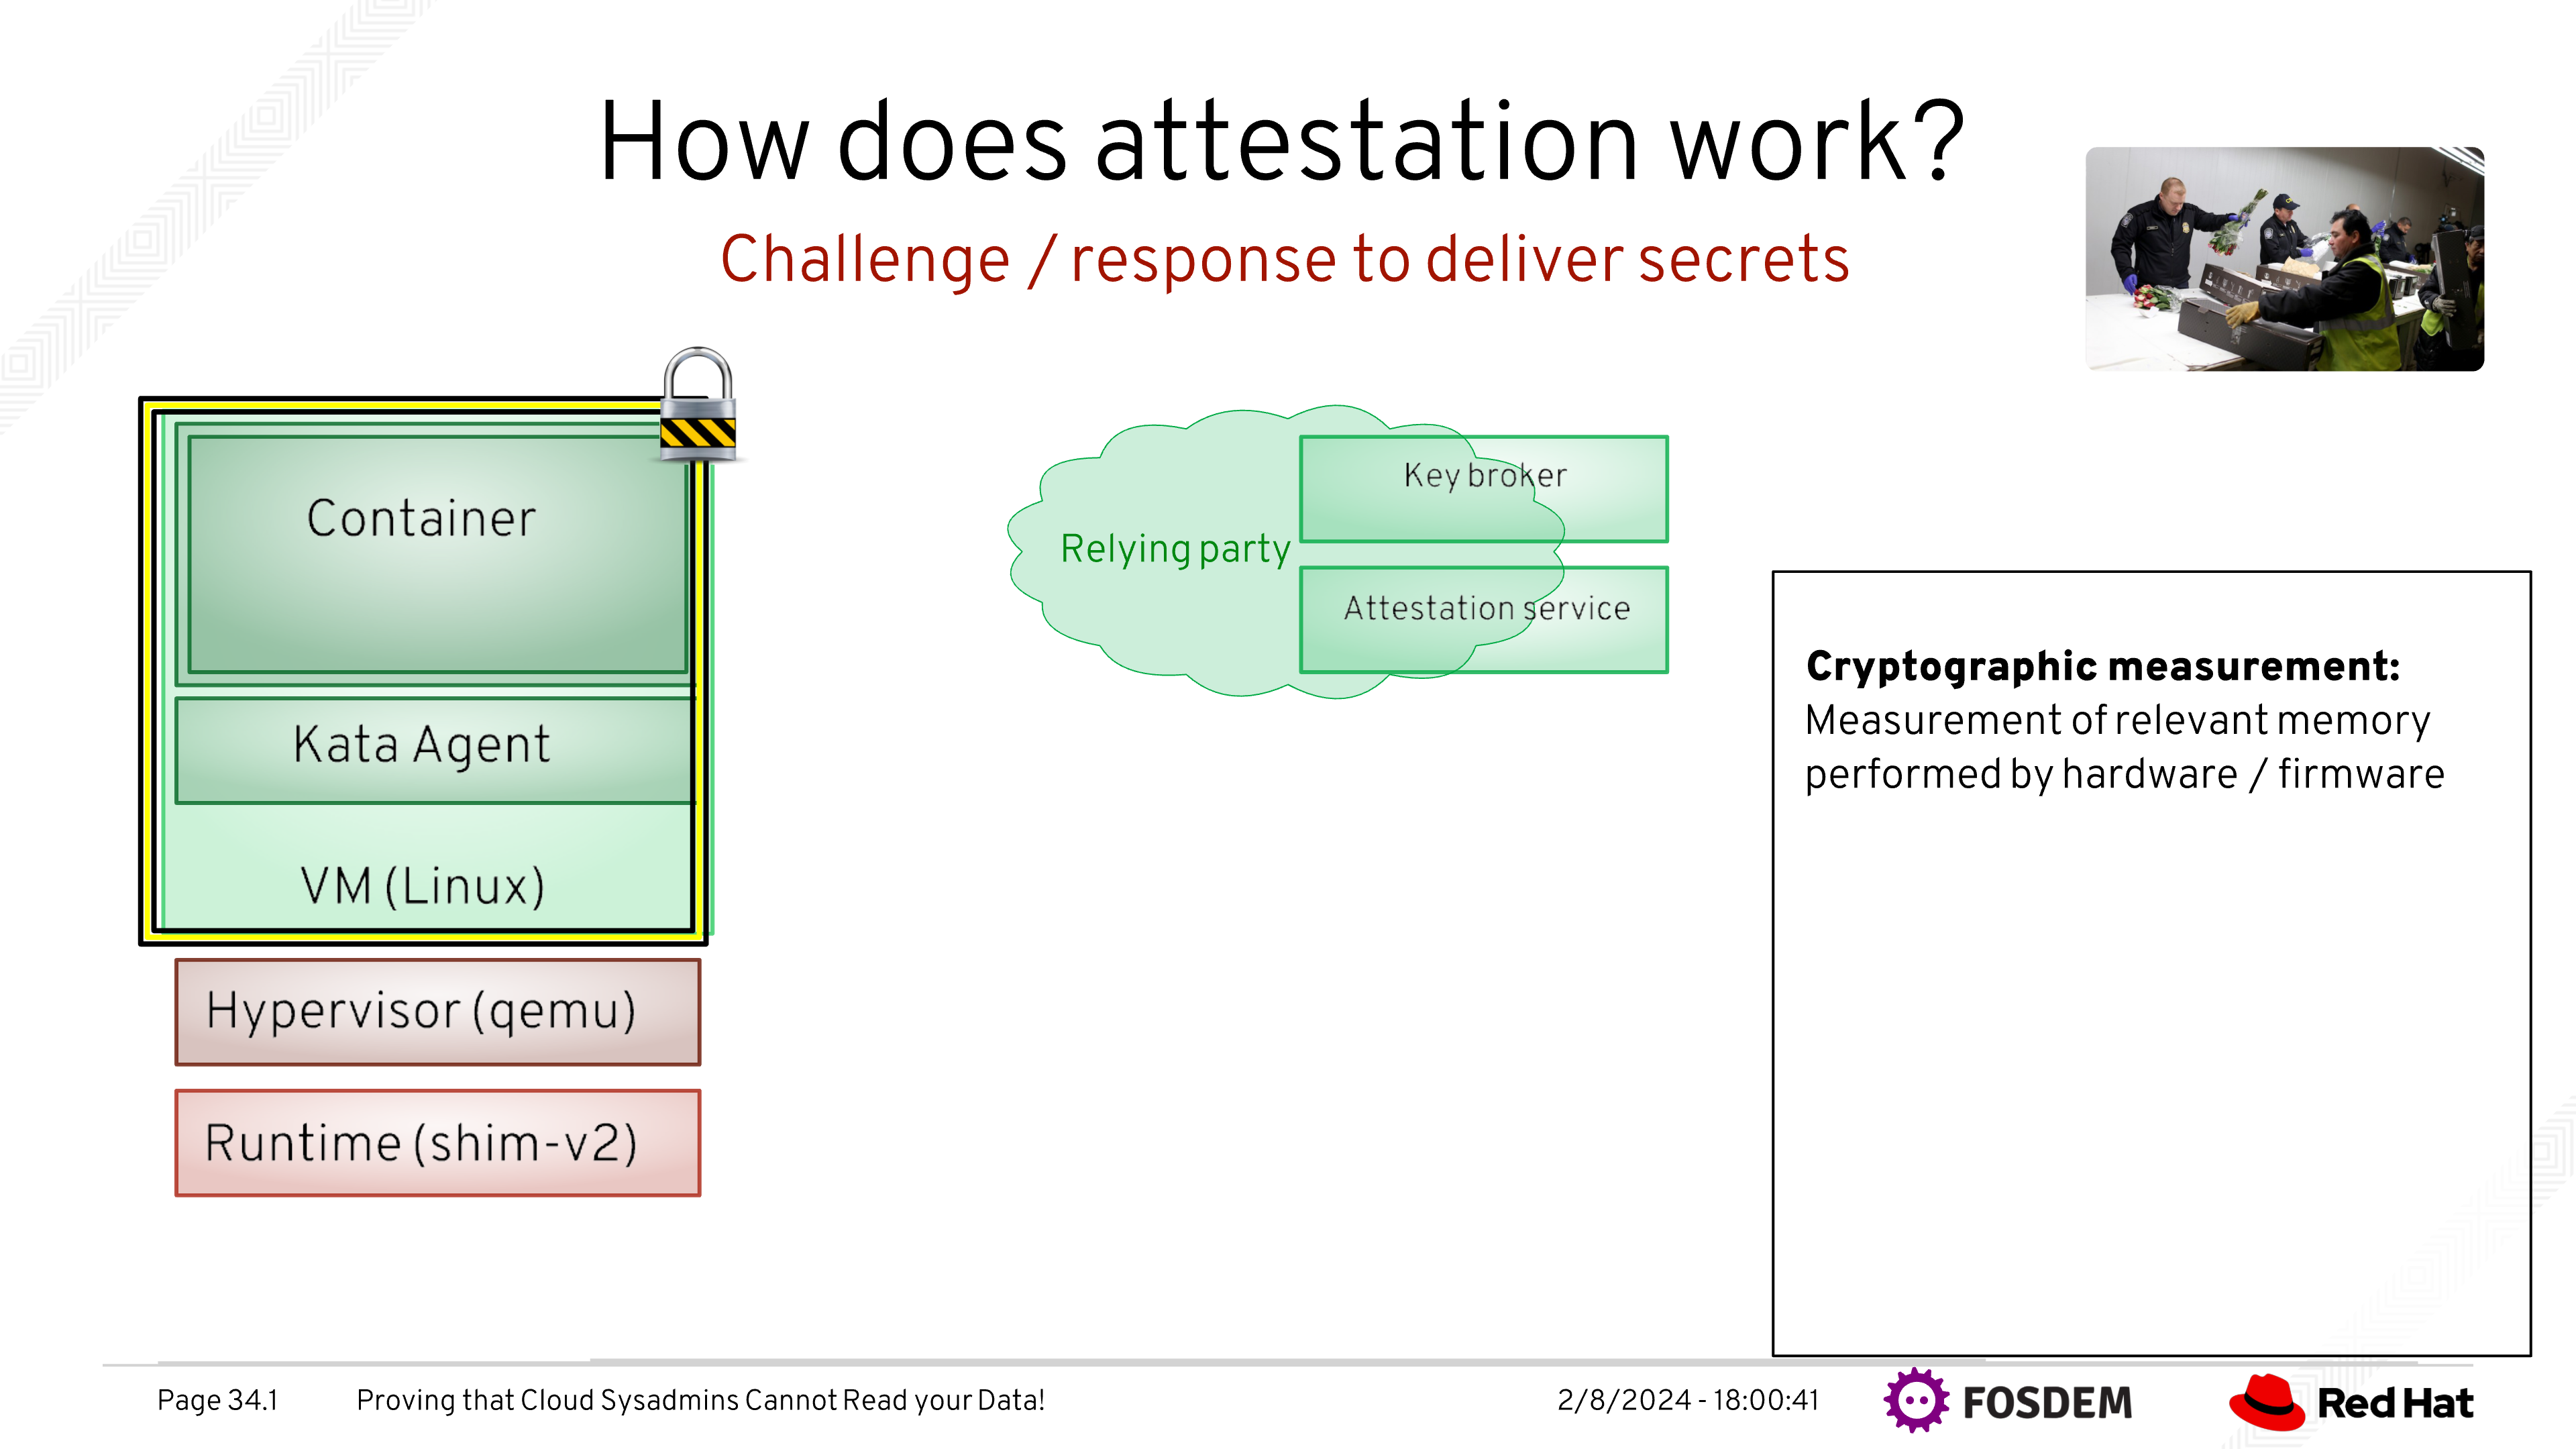 How does attestation work?
Challenge / response to deliver secrets
Container
Kata Agent
VM (Linux)
Hypervisor (qemu)
Runtime (shim-v2)
Relying party
Key broker
Attestation service
Cryptographic measurement:
Measurement of relevant memory
performed by hardware / firmware
Page 34.1
Proving that Cloud Sysadmins Cannot Read your Data!
2/8/2024 - 18:00:41
FOSDEM
Red Hat